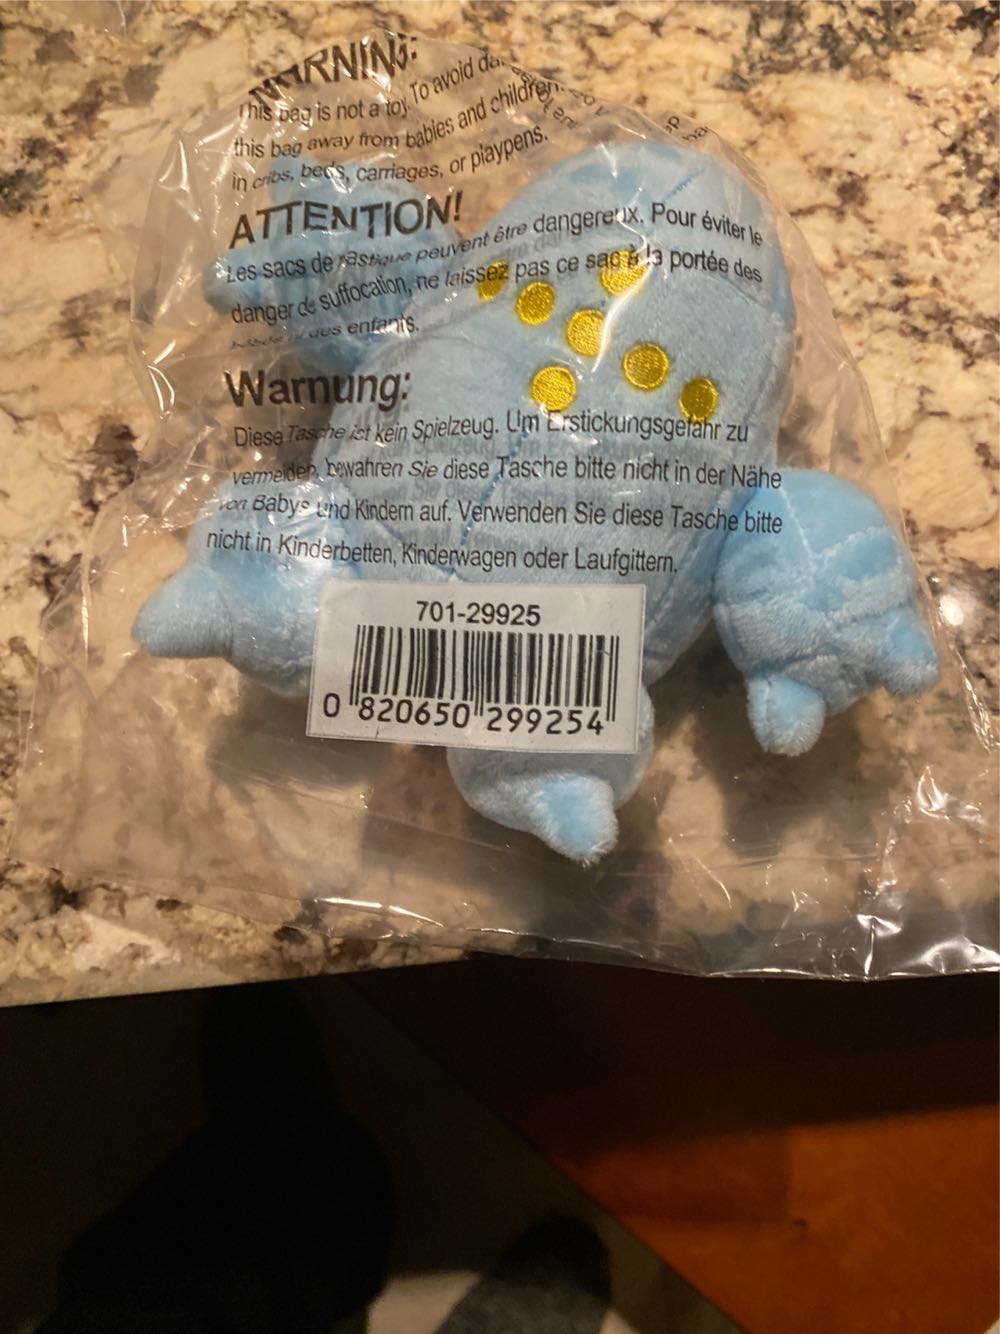 WARNING:
This bag is not a toy. To avoid
this bag away from babies and children.
in cribs, beds, carriages, or playpens.
ATTENTION!
Les sacs de plastique peuvent être dangereux. Pour éviter le
danger de suffocation, ne laissez pas ce sac à la portée des
des enfants.
Warnung:
Diese Tasche ist kein Spielzeug. Um Erstickungsgefahr zu
vermeiden, bewahren Sie diese Tasche bitte nicht in der Nähe
von Babys und Kindern auf. Verwenden Sie diese Tasche bitte
nicht in Kinderbetten, Kinderwagen oder Laufgittern.
701-29925
0 820650 299254